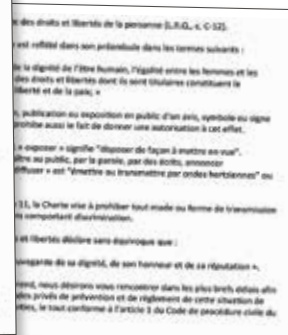 des droits et libertés de la personne (L.R.Q., c. C-12).
est reflété dans son préambule dans les termes suivants :
de la dignité de l'être humain, l'égalité entre les femmes et les
des droits et libertés dont ils sont titulaires constituent le
liberté et de la paix; »
, publication ou exposition en public d'un avis, symbole ou signe
prohibe aussi le fait de donner une autorisation à cet effet.
« exposer » signifie "disposer de façon à mettre en vue".
au public, par la parole, par des écrits, annoncer
diffuser » est "émettre ou transmettre par ondes hertziennes" ou
11, la Charte vise à prohiber tout mode ou forme de transmission
comportant discrimination.
et libertés déclare sans équivoque que :
sauvegarde de sa dignité, de son honneur et de sa réputation ».
nous désirons vous rencontrer dans les plus brefs délais afin
des privés de prévention et de règlement de cette situation de
le tout conforme à l'article 1 du Code de procédure civile du